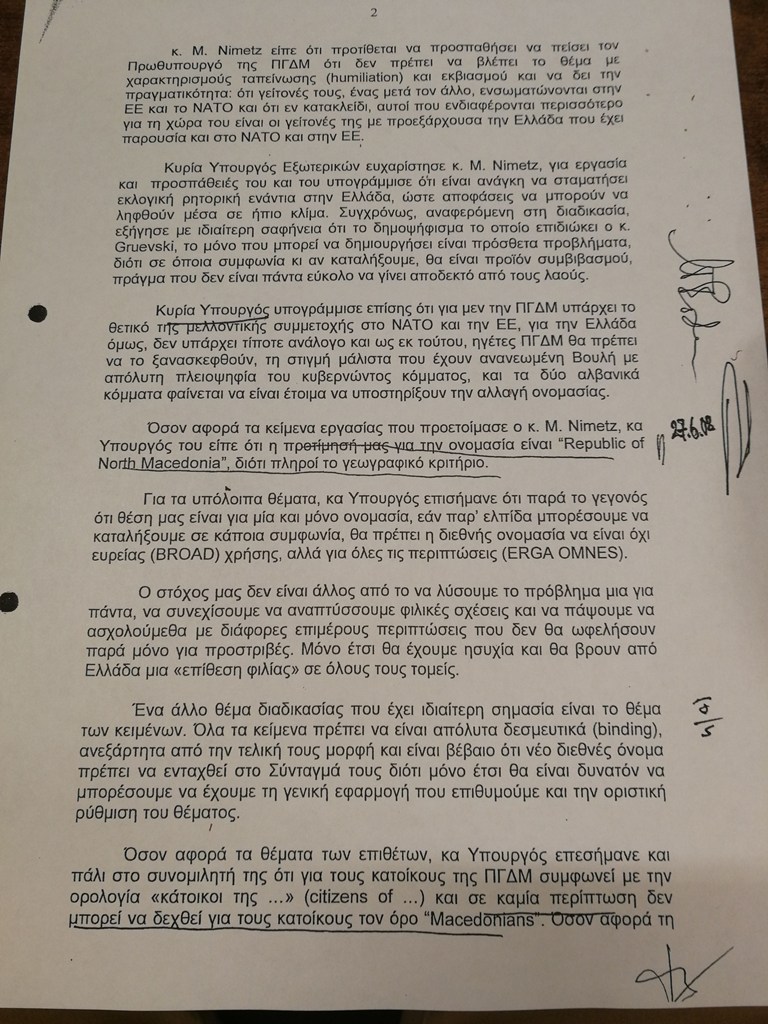 2
κ. M. Nimetz είπε ότι προτίθεται να προσπαθήσει να πείσει τον
Πρωθυπουργό της ΠΓΔΜ ότι δεν πρέπει να βλέπει το θέμα με
χαρακτηρισμούς ταπείνωσης (humiliation) και εκβιασμού και να δει την
πραγματικότητα: ότι γείτονές τους, ένας μετά τον άλλο, ενσωματώνονται στην
ΕΕ και το ΝΑΤΟ και ότι εν κατακλείδι, αυτοί που ενδιαφέρονται περισσότερο
για τη χώρα του είναι οι γείτονές της με προεξάρχουσα την Ελλάδα που έχει
παρουσία και στο ΝΑΤΟ και στην ΕΕ.
Κυρία Υπουργός Εξωτερικών ευχαρίστησε κ. M. Nimetz, για εργασία
και προσπάθειές του και του υπογράμμισε ότι είναι ανάγκη να σταματήσει
εκλογική ρητορική ενάντια στην Ελλάδα, ώστε αποφάσεις να μπορούν να
ληφθούν μέσα σε ήπιο κλίμα. Συγχρόνως, αναφερόμενη στη διαδικασία,
εξήγησε με ιδιαίτερη σαφήνεια ότι το δημοψήφισμα το οποίο επιδιώκει ο κ.
Gruevski, το μόνο που μπορεί να δημιουργήσει είναι πρόσθετα προβλήματα,
διότι σε όποια συμφωνία κι αν καταλήξουμε, θα είναι προϊόν συμβιβασμού,
πράγμα που δεν είναι πάντα εύκολο να γίνει αποδεκτό από τους λαούς.
Κυρία Υπουργός υπογράμμισε επίσης ότι για μεν την ΠΓΔΜ υπάρχει το
θετικό της μελλοντικής συμμετοχής στο ΝΑΤΟ και την ΕΕ, για την Ελλάδα
όμως, δεν υπάρχει τίποτε ανάλογο και ως εκ τούτου, ηγέτες ΠΓΔΜ θα πρέπει
να το ξανασκεφθούν, τη στιγμή μάλιστα που έχουν ανανεωμένη Βουλή με
απόλυτη πλειοψηφία του κυβερνώντος κόμματος, και τα δύο αλβανικά
κόμματα φαίνεται να είναι έτοιμα να υποστηρίξουν την αλλαγή ονομασίας.
Όσον αφορά τα κείμενα εργασίας που προετοίμασε ο κ. M. Nimetz, κα
Υπουργός του είπε ότι η προτίμησή μας για την ονομασία είναι "Republic of
North Macedonia", διότι πληροί το γεωγραφικό κριτήριο.
27.6.08
Για τα υπόλοιπα θέματα, κα Υπουργός επισήμανε ότι παρά το γεγονός
ότι θέση μας είναι για μία και μόνο ονομασία, εάν παρ' ελπίδα μπορέσουμε να
καταλήξουμε σε κάποια συμφωνία, θα πρέπει η διεθνής ονομασία να είναι όχι
ευρείας (BROAD) χρήσης, αλλά για όλες τις περιπτώσεις (ERGA OMNES).
Ο στόχος μας δεν είναι άλλος από το να λύσουμε το πρόβλημα μια για
πάντα, να συνεχίσουμε να αναπτύσσουμε φιλικές σχέσεις και να πάψουμε να
ασχολούμεθα με διάφορες επιμέρους περιπτώσεις που δεν θα ωφελήσουν
παρά μόνο για προστριβές. Μόνο έτσι θα έχουμε ησυχία και θα βρουν από
Ελλάδα μια «επίθεση φιλίας» σε όλους τους τομείς.
Ένα άλλο θέμα διαδικασίας που έχει ιδιαίτερη σημασία είναι το θέμα
των κειμένων. Όλα τα κείμενα πρέπει να είναι απόλυτα δεσμευτικά (binding),
ανεξάρτητα από την τελική τους μορφή και είναι βέβαιο ότι νέο διεθνές όνομα
πρέπει να ενταχθεί στο Σύνταγμά τους διότι μόνο έτσι θα είναι δυνατόν να
μπορέσουμε να έχουμε τη γενική εφαρμογή που επιθυμούμε και την οριστική
ρύθμιση του θέματος.
Όσον αφορά τα θέματα των επιθέτων, κα Υπουργός επεσήμανε και
πάλι στο συνομιλητή της ότι για τους κατοίκους της ΠΓΔΜ συμφωνεί με την
ορολογία «κάτοικοι της ...» (citizens of ...) και σε καμία περίπτωση δεν
μπορεί να δεχθεί για τους κατοίκους τον όρο "Macedonians". Όσον αφορά τη